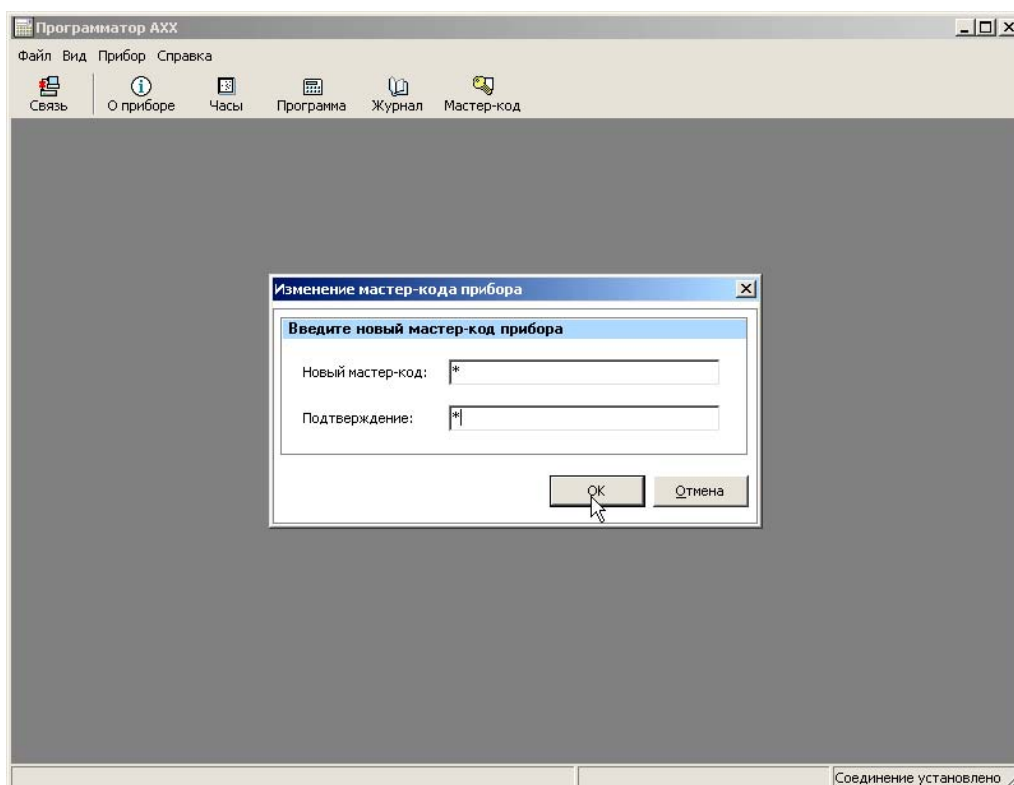 Программатор АХХ
Файл Вид Прибор Справка
Связь О приборе Часы Программа Журнал Мастер-код
Изменение мастер-кода прибора
Введите новый мастер-код прибора
Новый мастер-код: *
Подтверждение: *
OK Отмена
Соединение установлено